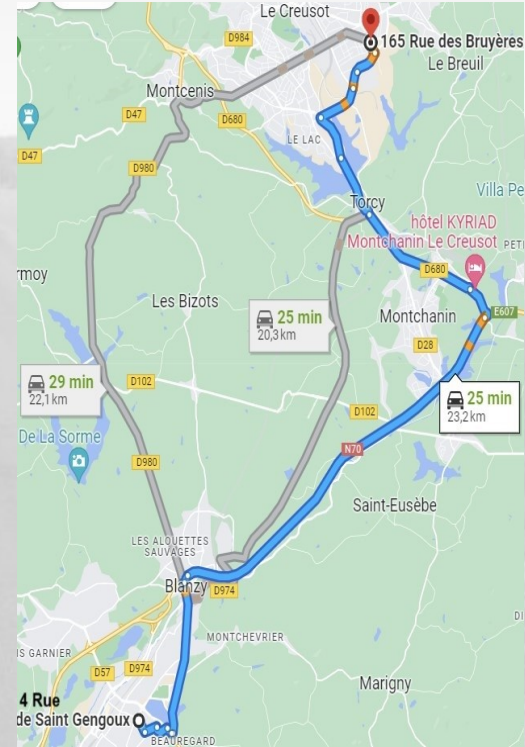 Le Creusot
D984
165 Rue des Bruyères
Le Breuil
Montcenis
D47
D680
LE LAC
D47
D980
Villa Pe
Torcy
hôtel KYRIAD
Montchanin Le Creusot
PETI
D680
rmoy
Les Bizots
25 min
20,3 km
Montchanin
E607
D28
29 min
22,1 km
D102
25 min
23,2 km
D102
De La Sorme
N70
D980
Saint-Eusèbe
LES ALOUETTES
SAUVAGES
Blanzy
D974
MONTCHEVRIER
DI
IS GARNIER
D57
D974
Marigny
4 Rue
de Saint Gengoux
BEAUREGARD